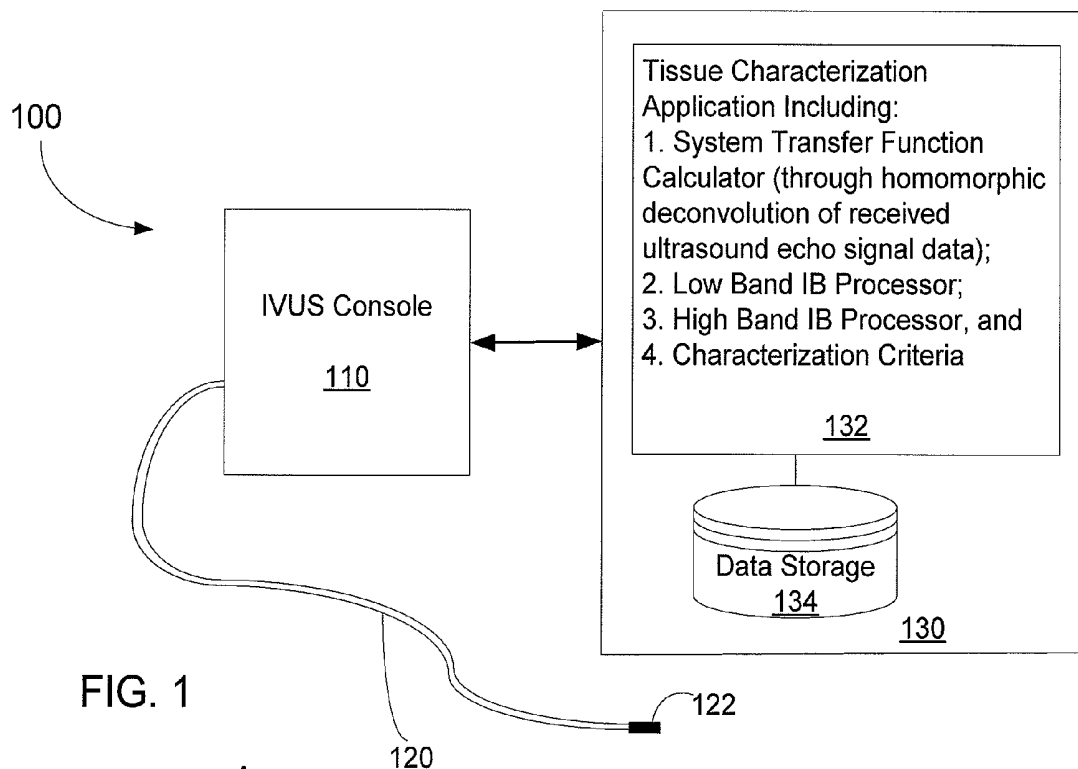 100
IVUS Console
110
Tissue Characterization
Application Including:
1. System Transfer Function
Calculator (through homomorphic
deconvolution of received
ultrasound echo signal data);
2. Low Band IB Processor;
3. High Band IB Processor, and
4. Characterization Criteria
132
Data Storage
134
130
FIG. 1
122
120